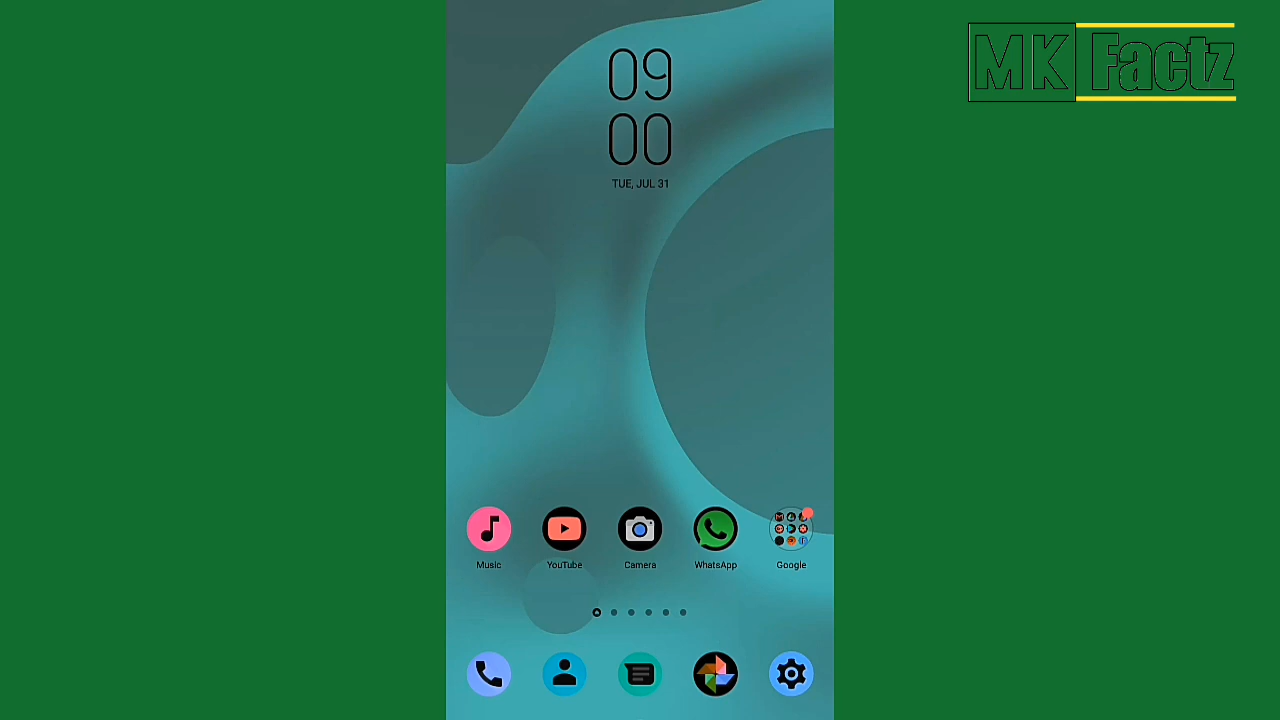 MK Factz
09
00
TUE, JUL 31
Music YouTube Camera WhatsApp Google